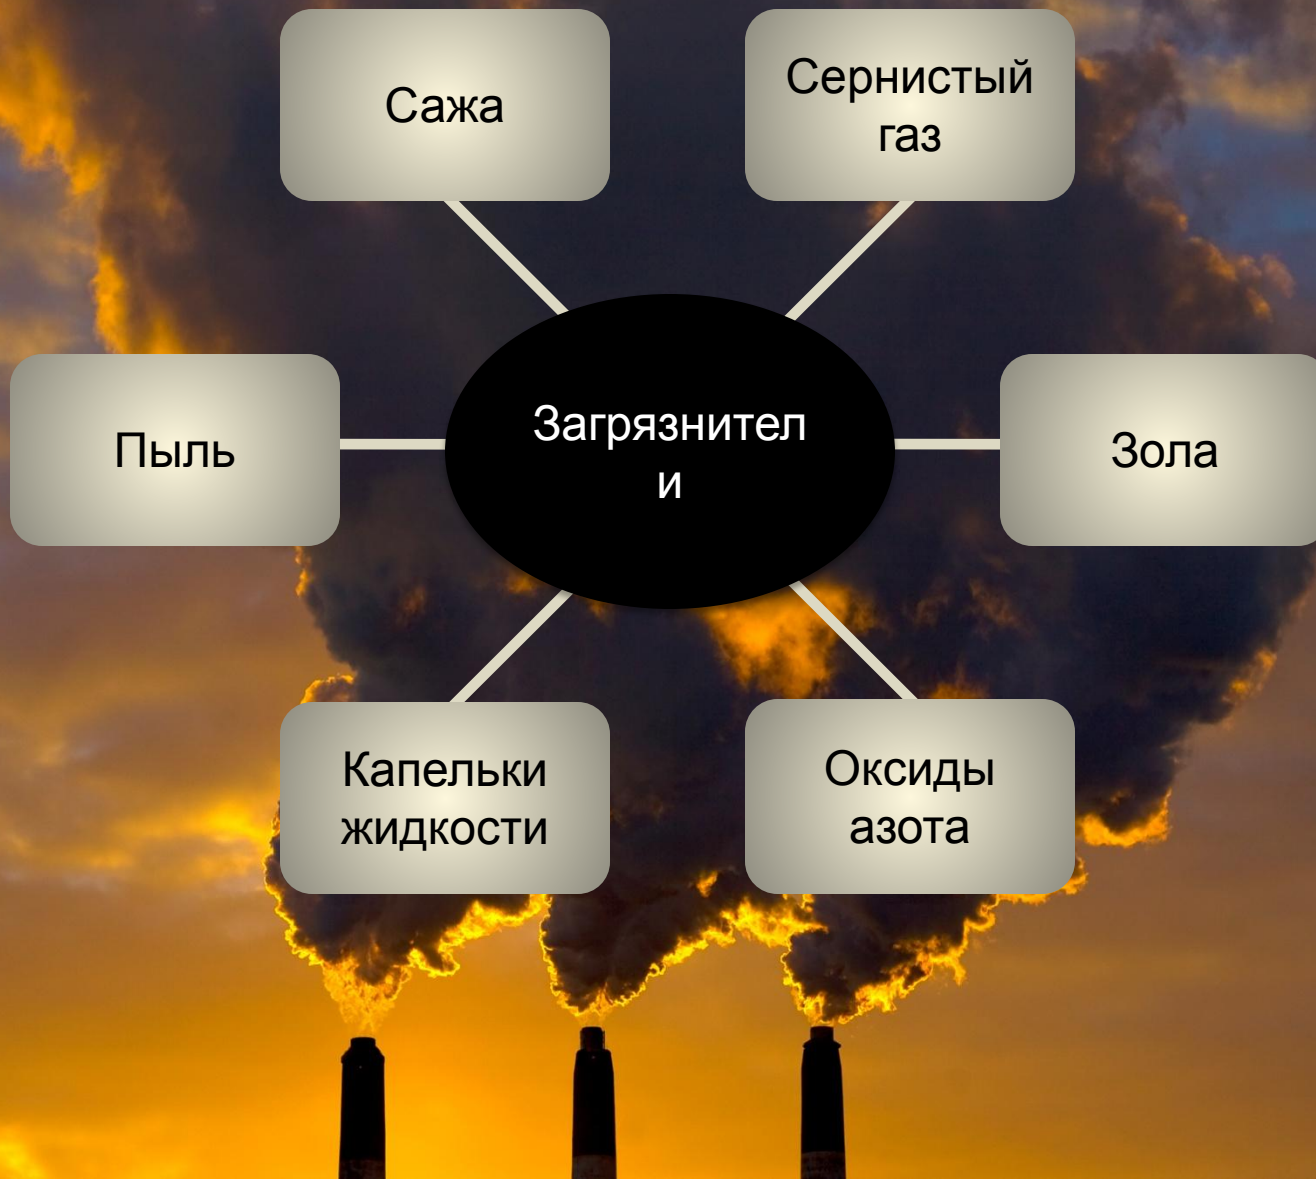 Сажа
Сернистый
газ
Пыль
Загрязнител
и
Зола
Капельки
жидкости
Оксиды
азота